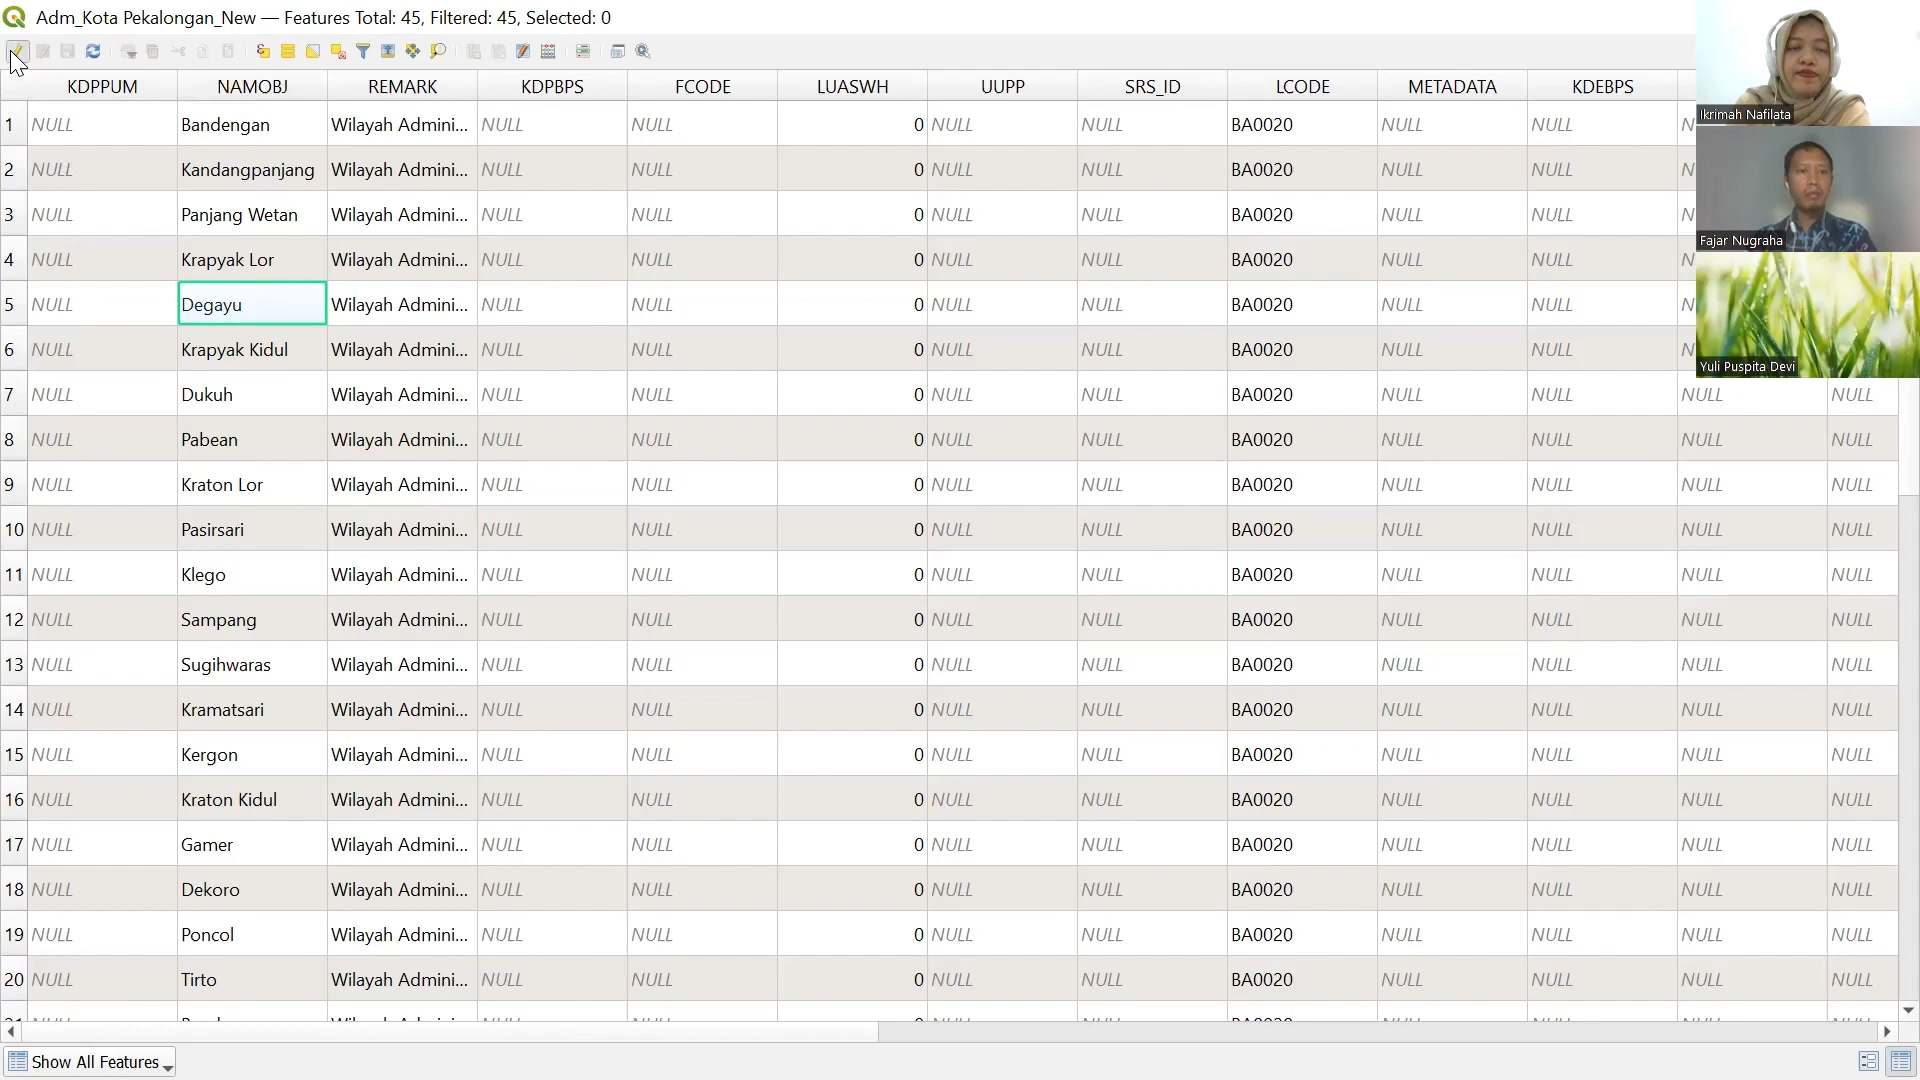 Adm_Kota Pekalongan_New — Features Total: 45, Filtered: 45, Selected: 0
KDPPUM NAMOBJ REMARK KDPBPS FCODE LUASWH UUPP SRS_ID LCODE METADATA KDEBPS
1 NULL Bandengan Wilayah Admini... NULL NULL 0 NULL NULL BA0020 NULL NULL
2 NULL Kandangpanjang Wilayah Admini... NULL NULL 0 NULL NULL BA0020 NULL NULL
3 NULL Panjang Wetan Wilayah Admini... NULL NULL 0 NULL NULL BA0020 NULL NULL
4 NULL Krapyak Lor Wilayah Admini... NULL NULL 0 NULL NULL BA0020 NULL NULL
5 NULL Degayu Wilayah Admini... NULL NULL 0 NULL NULL BA0020 NULL NULL
6 NULL Krapyak Kidul Wilayah Admini... NULL NULL 0 NULL NULL BA0020 NULL NULL
7 NULL Dukuh Wilayah Admini... NULL NULL 0 NULL NULL BA0020 NULL NULL NULL NULL
8 NULL Pabean Wilayah Admini... NULL NULL 0 NULL NULL BA0020 NULL NULL NULL NULL
9 NULL Kraton Lor Wilayah Admini... NULL NULL 0 NULL NULL BA0020 NULL NULL NULL NULL
10 NULL Pasirsari Wilayah Admini... NULL NULL 0 NULL NULL BA0020 NULL NULL NULL NULL
11 NULL Klego Wilayah Admini... NULL NULL 0 NULL NULL BA0020 NULL NULL NULL NULL
12 NULL Sampang Wilayah Admini... NULL NULL 0 NULL NULL BA0020 NULL NULL NULL NULL
13 NULL Sugihwaras Wilayah Admini... NULL NULL 0 NULL NULL BA0020 NULL NULL NULL NULL
14 NULL Kramatsari Wilayah Admini... NULL NULL 0 NULL NULL BA0020 NULL NULL NULL NULL
15 NULL Kergon Wilayah Admini... NULL NULL 0 NULL NULL BA0020 NULL NULL NULL NULL
16 NULL Kraton Kidul Wilayah Admini... NULL NULL 0 NULL NULL BA0020 NULL NULL NULL NULL
17 NULL Gamer Wilayah Admini... NULL NULL 0 NULL NULL BA0020 NULL NULL NULL NULL
18 NULL Dekoro Wilayah Admini... NULL NULL 0 NULL NULL BA0020 NULL NULL NULL NULL
19 NULL Poncol Wilayah Admini... NULL NULL 0 NULL NULL BA0020 NULL NULL NULL NULL
20 NULL Tirto Wilayah Admini... NULL NULL 0 NULL NULL BA0020 NULL NULL NULL NULL
Show All Features
Ikrimah Nafilata
Fajar Nugraha
Yuli Puspita Devi